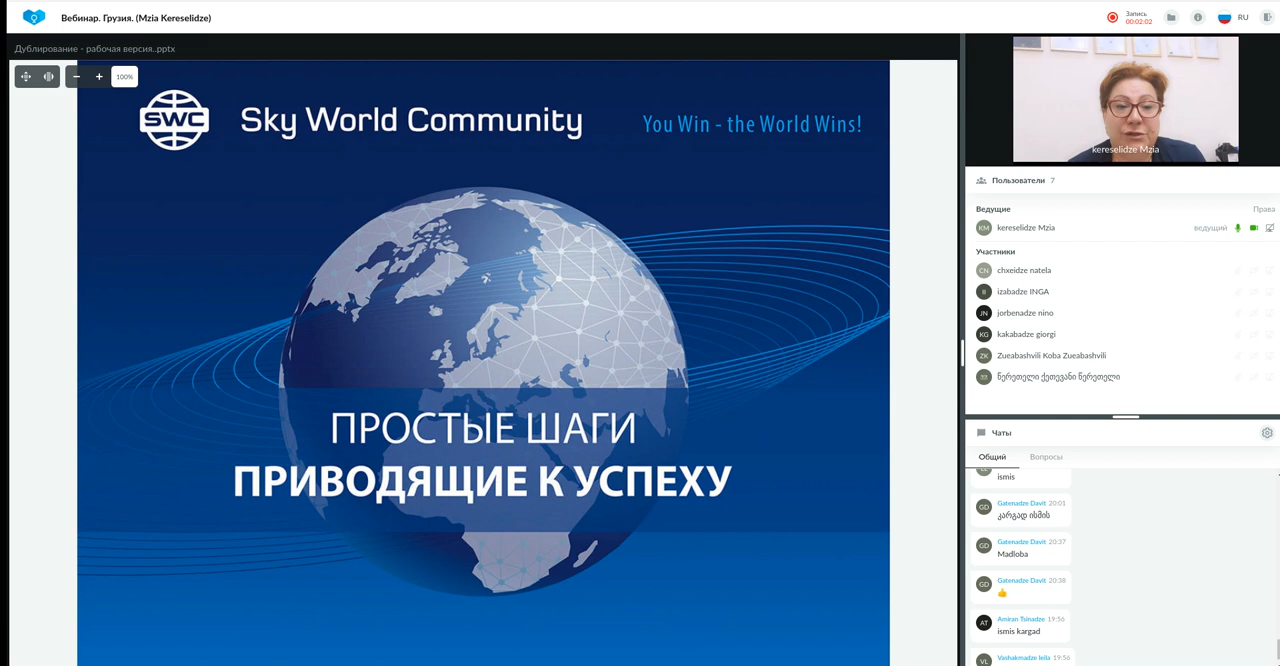 Вебинар. Грузия. (Mzia Kereselidze)
Запись
00:02:02
RU
Дублирование - рабочая версия..pptx
100%
SWC
Sky World Community
You Win - the World Wins!
ПРОСТЫЕ ШАГИ
ПРИВОДЯЩИЕ К УСПЕХУ
kereselidze Mzia
Пользователи 7
Ведущие Права
KM kereselidze Mzia ведущий
Участники
CN chxeidze natela
II izabadze INGA
JN jorbenadze nino
KG kakabadze giorgi
ZK Zueabashvili Koba Zueabashvili
წერეთელი ქეთევანი წერეთელი
Чаты
Общий Вопросы
ismis
GD Gatenadze Davit 20:01
კარგად ისმის
GD Gatenadze Davit 20:37
Madloba
GD Gatenadze Davit 20:38
👍
AT Amiran Tsinadze 19:56
ismis kargad
VL Vashakmadze leila 19:56